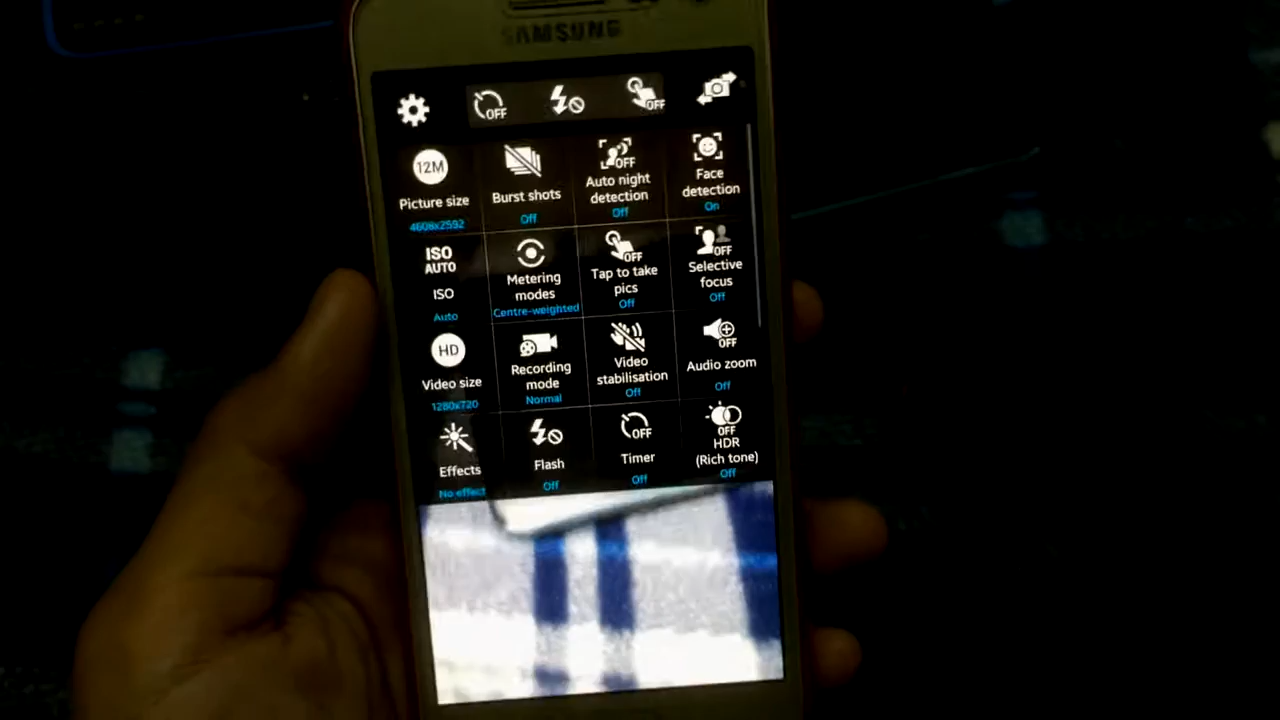 SAMSUNG
OFF
OFF
12M
Picture size
4608x2592
Burst shots
Off
OFF
Auto night
detection
Off
Face
detection
On
ISO
AUTO
ISO
Auto
Metering
modes
Centre-weighted
OFF
Tap to take
pics
Off
OFF
Selective
focus
Off
HD
Video size
1280x720
Recording
mode
Normal
Video
stabilisation
Off
OFF
Audio zoom
Off
Effects
No effect
Flash
Off
OFF
Timer
Off
OFF
HDR
(Rich tone)
Off